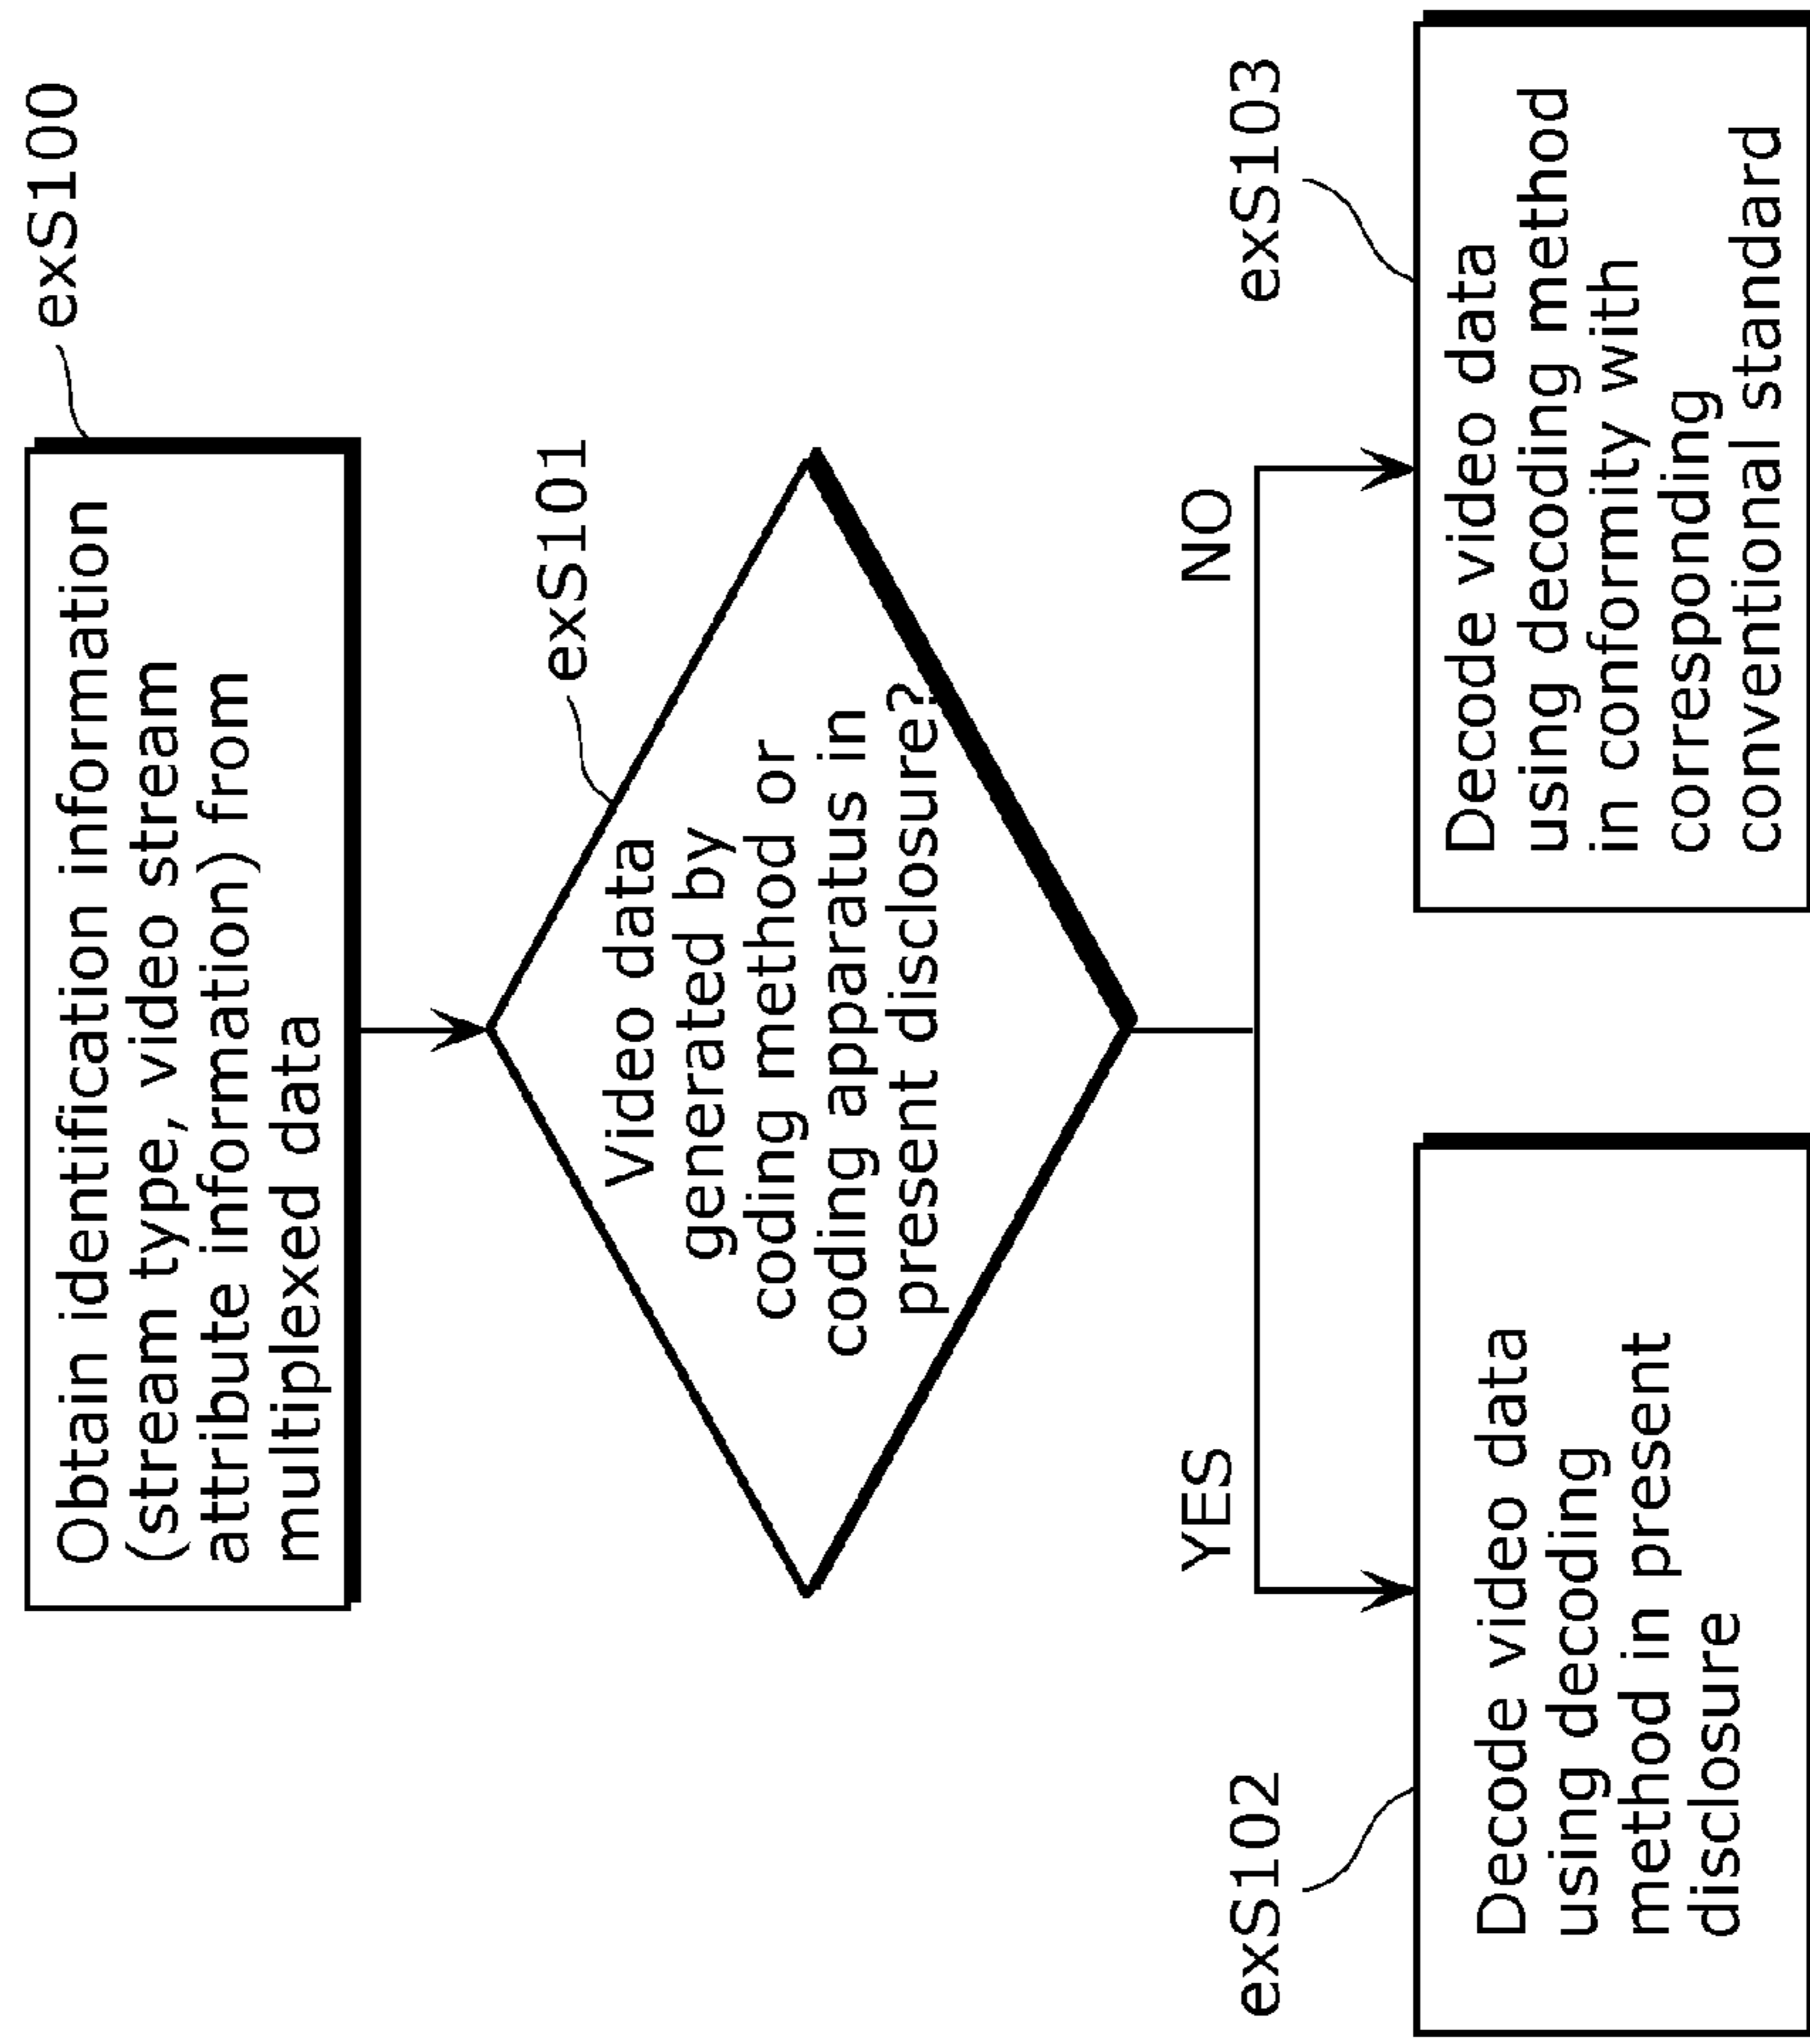 exS100
Obtain identification information
(stream type, video stream
attribute information) from
multiplexed data
exS101
Video data
generated by
coding method or
coding apparatus in
present disclosure?
YES
NO
exS102
Decode video data
using decoding
method in present
disclosure
exS103
Decode video data
using decoding method
in conformity with
corresponding
conventional standard